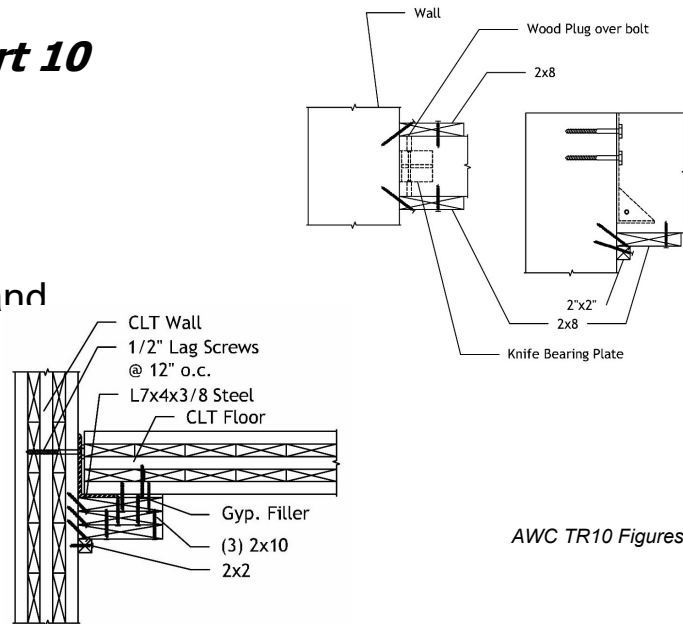 rt 10
Wall
Wood Plug over bolt
2x8
2"x2"
2x8
Knife Bearing Plate
and
CLT Wall
1/2" Lag Screws
@ 12" o.c.
L7x4x3/8 Steel
CLT Floor
Gyp. Filler
(3) 2x10
2x2
AWC TR10 Figures